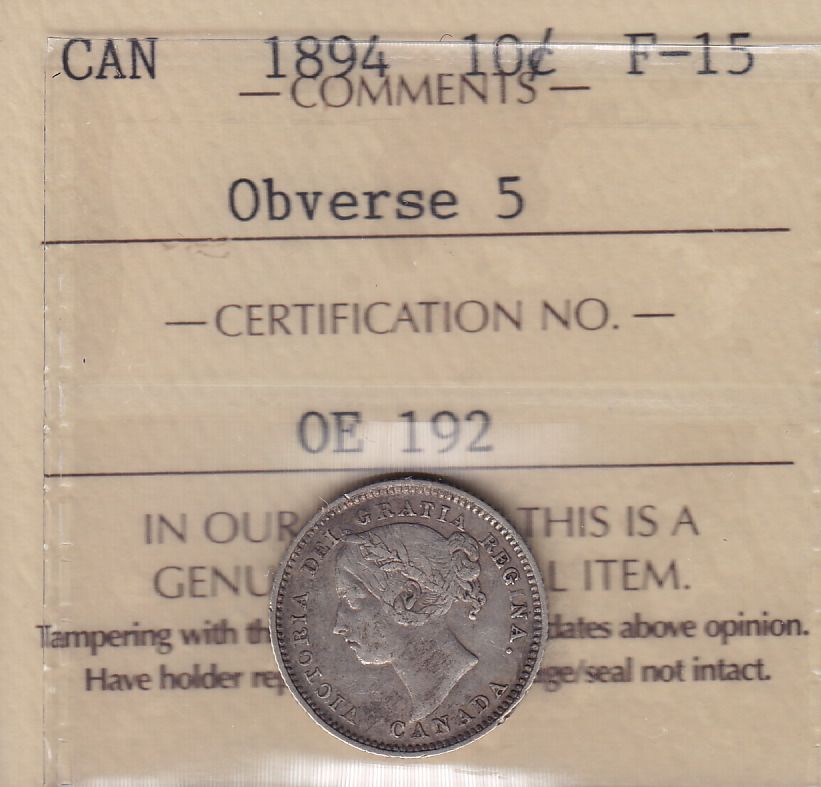 CAN 1894 10¢ F-15
— COMMENTS —
Obverse 5
— CERTIFICATION NO. —
OE 192
IN OUR THIS IS A
GENU L ITEM.
Tampering with th dates above opinion.
Have holder rep ge/seal not intact.
VICTORIA DEI GRATIA REGINA.
CANADA